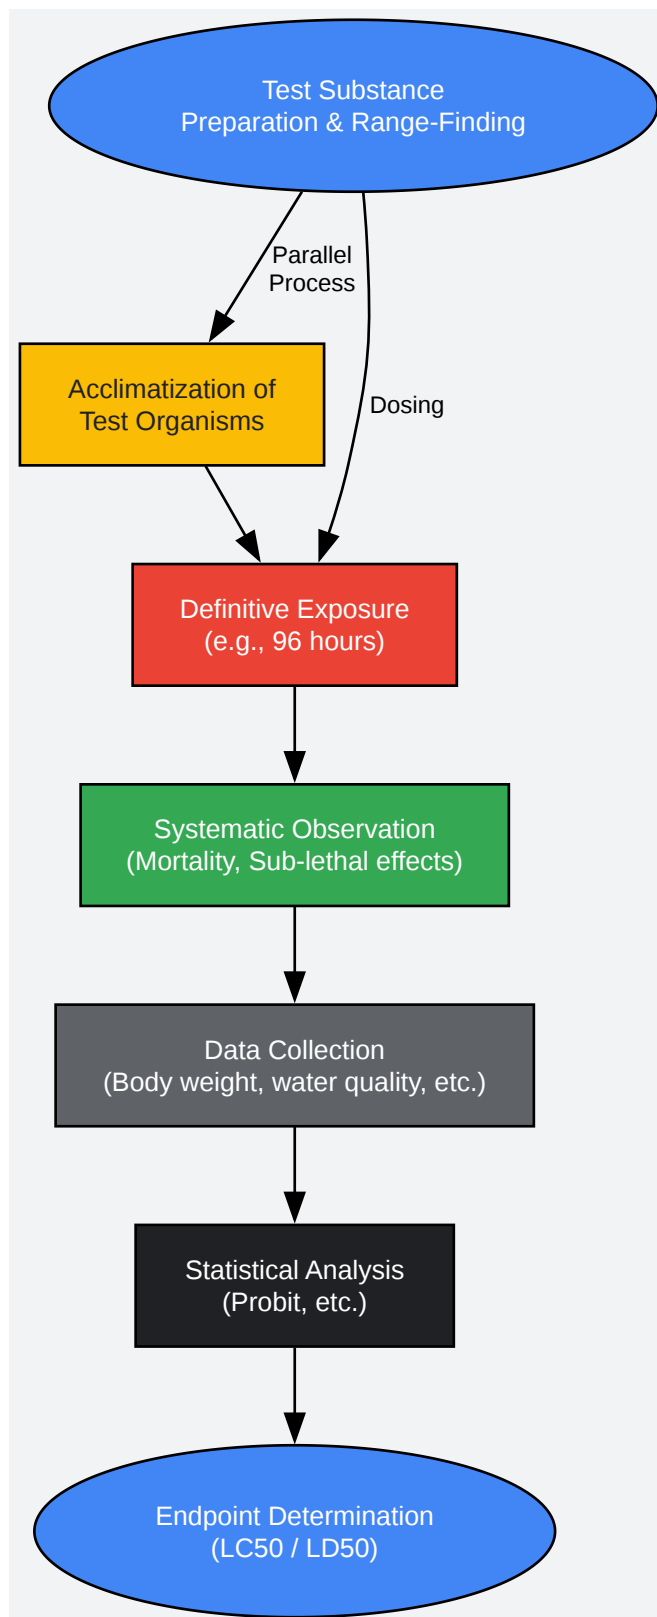 Test Substance
Preparation & Range-Finding
Parallel
Process
Acclimatization of
Test Organisms
Dosing
Definitive Exposure
(e.g., 96 hours)
Systematic Observation
(Mortality, Sub-lethal effects)
Data Collection
(Body weight, water quality, etc.)
Statistical Analysis
(Probit, etc.)
Endpoint Determination
(LC50 / LD50)